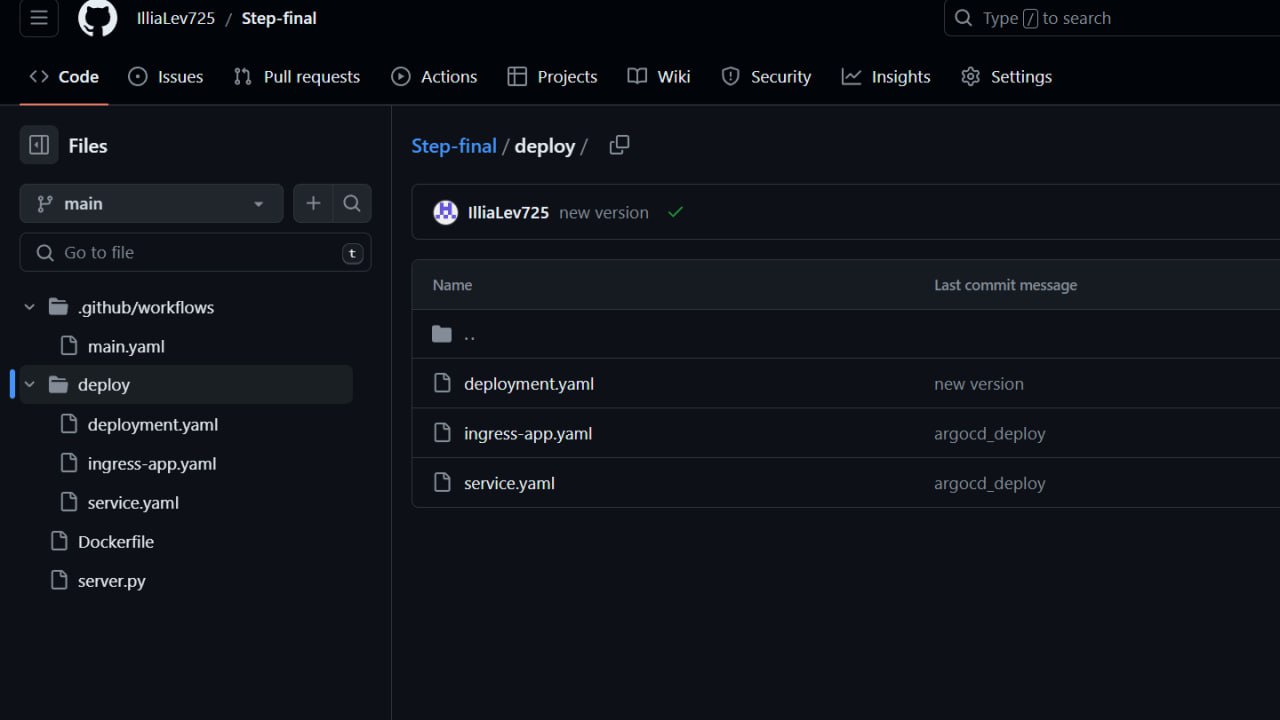 IlliaLev725 / Step-final
Type / to search
Code Issues Pull requests Actions Projects Wiki Security Insights Settings
Files
main
Go to file t
.github/workflows
main.yaml
deploy
deployment.yaml
ingress-app.yaml
service.yaml
Dockerfile
server.py
Step-final / deploy /
IlliaLev725 new version
Name Last commit message
..
deployment.yaml new version
ingress-app.yaml argocd_deploy
service.yaml argocd_deploy